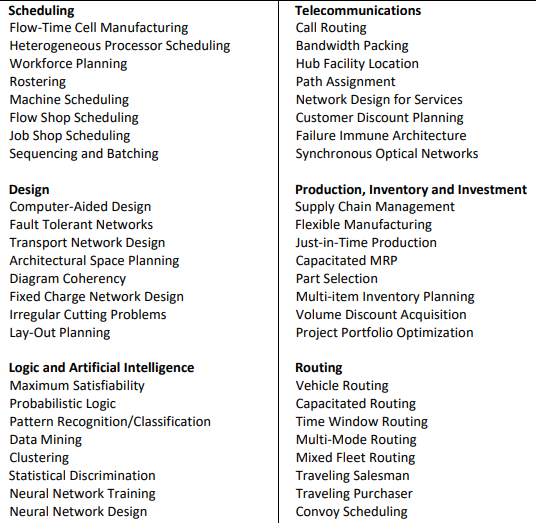 Scheduling
Flow-Time Cell Manufacturing
Heterogeneous Processor Scheduling
Workforce Planning
Rostering
Machine Scheduling
Flow Shop Scheduling
Job Shop Scheduling
Sequencing and Batching
Telecommunications
Call Routing
Bandwidth Packing
Hub Facility Location
Path Assignment
Network Design for Services
Customer Discount Planning
Failure Immune Architecture
Synchronous Optical Networks
Design
Computer-Aided Design
Fault Tolerant Networks
Transport Network Design
Architectural Space Planning
Diagram Coherency
Fixed Charge Network Design
Irregular Cutting Problems
Lay-Out Planning
Production, Inventory and Investment
Supply Chain Management
Flexible Manufacturing
Just-in-Time Production
Capacitated MRP
Part Selection
Multi-item Inventory Planning
Volume Discount Acquisition
Project Portfolio Optimization
Logic and Artificial Intelligence
Maximum Satisfiability
Probabilistic Logic
Pattern Recognition/Classification
Data Mining
Clustering
Statistical Discrimination
Neural Network Training
Neural Network Design
Routing
Vehicle Routing
Capacitated Routing
Time Window Routing
Multi-Mode Routing
Mixed Fleet Routing
Traveling Salesman
Traveling Purchaser
Convoy Scheduling